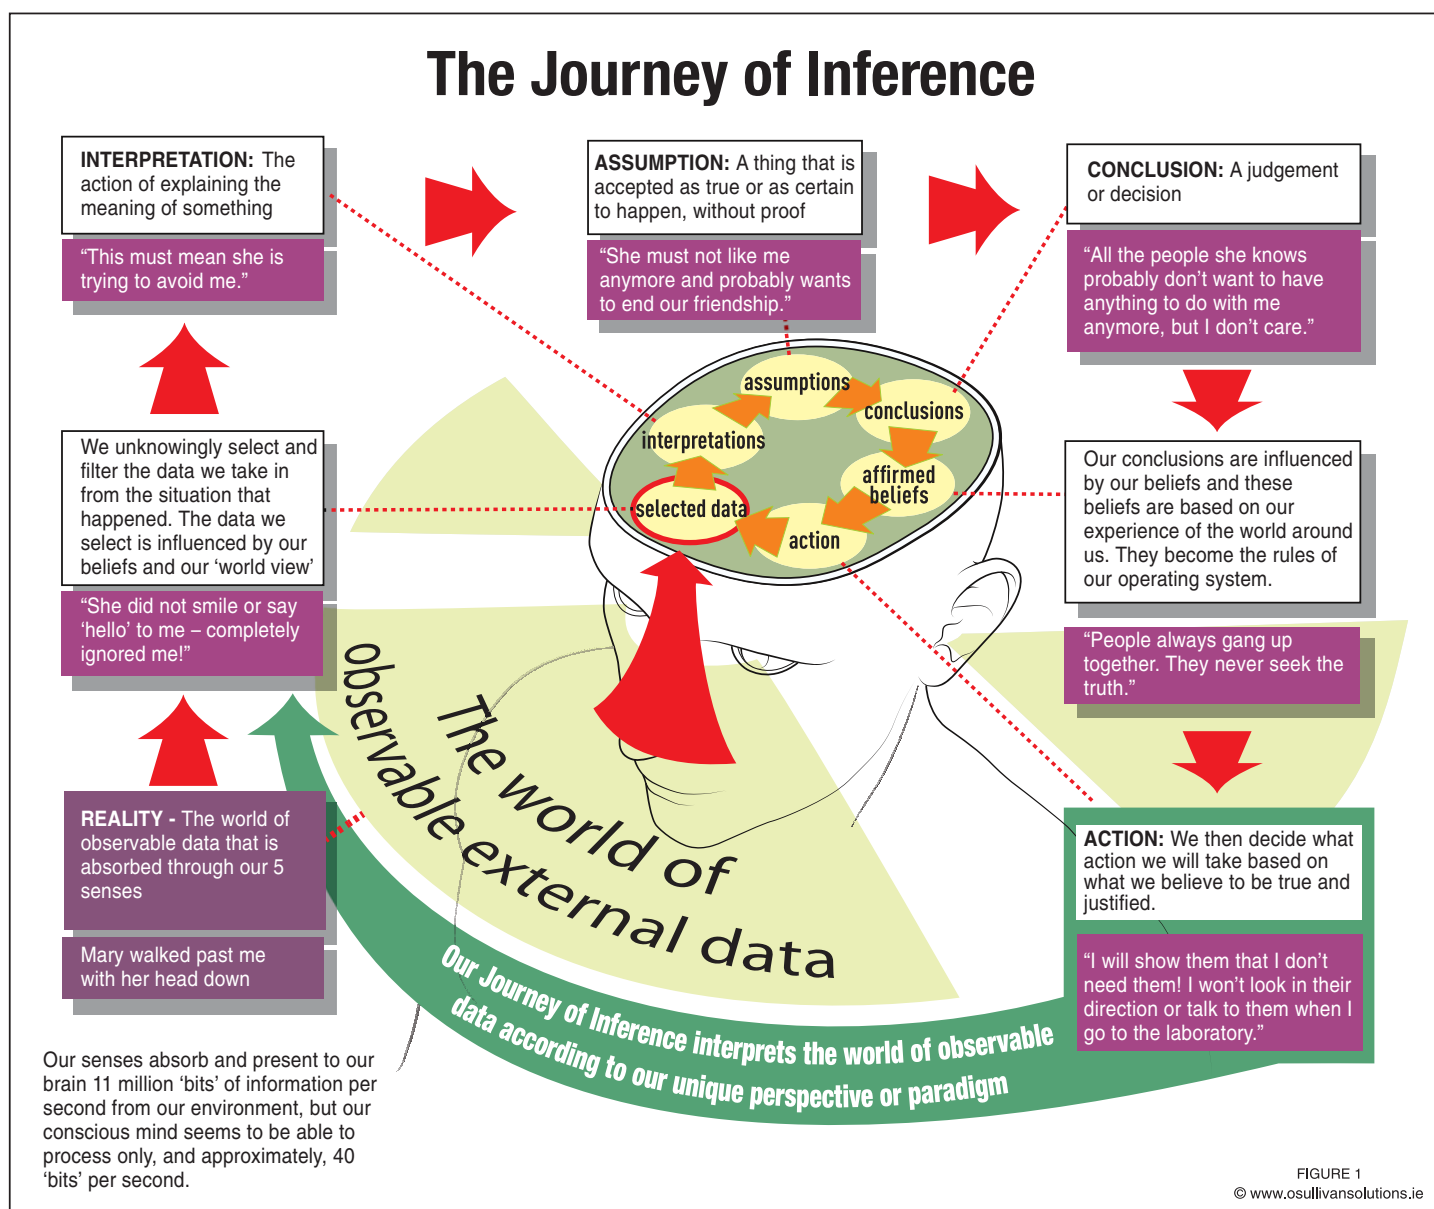 The Journey of Inference
INTERPRETATION: The
action of explaining the
meaning of something
“This must mean she is
trying to avoid me.”
ASSUMPTION: A thing that is
accepted as true or as certain
to happen, without proof
“She must not like me
anymore and probably wants
to end our friendship.”
CONCLUSION: A judgement
or decision
“All the people she knows
probably don’t want to have
anything to do with me
anymore, but I don’t care.”
We unknowingly select and
filter the data we take in
from the situation that
happened. The data we
select is influenced by our
beliefs and our ‘world view’
“She did not smile or say
‘hello’ to me – completely
ignored me!”
assumptions
conclusions
interpretations
affirmed
beliefs
selected data
action
Our conclusions are influenced
by our beliefs and these
beliefs are based on our
experience of the world around
us. They become the rules of
our operating system.
“People always gang up
together. They never seek the
truth.”
REALITY - The world of
observable data that is
absorbed through our 5
senses
Mary walked past me
with her head down
The world of
observable external data
ACTION: We then decide what
action we will take based on
what we believe to be true and
justified.
“I will show them that I don’t
need them! I won’t look in their
direction or talk to them when I
go to the laboratory.”
Our Journey of Inference interprets the world of observable
data according to our unique perspective or paradigm
Our senses absorb and present to our
brain 11 million ‘bits’ of information per
second from our environment, but our
conscious mind seems to be able to
process only, and approximately, 40
‘bits’ per second.
FIGURE 1
© www.osullivansolutions.ie